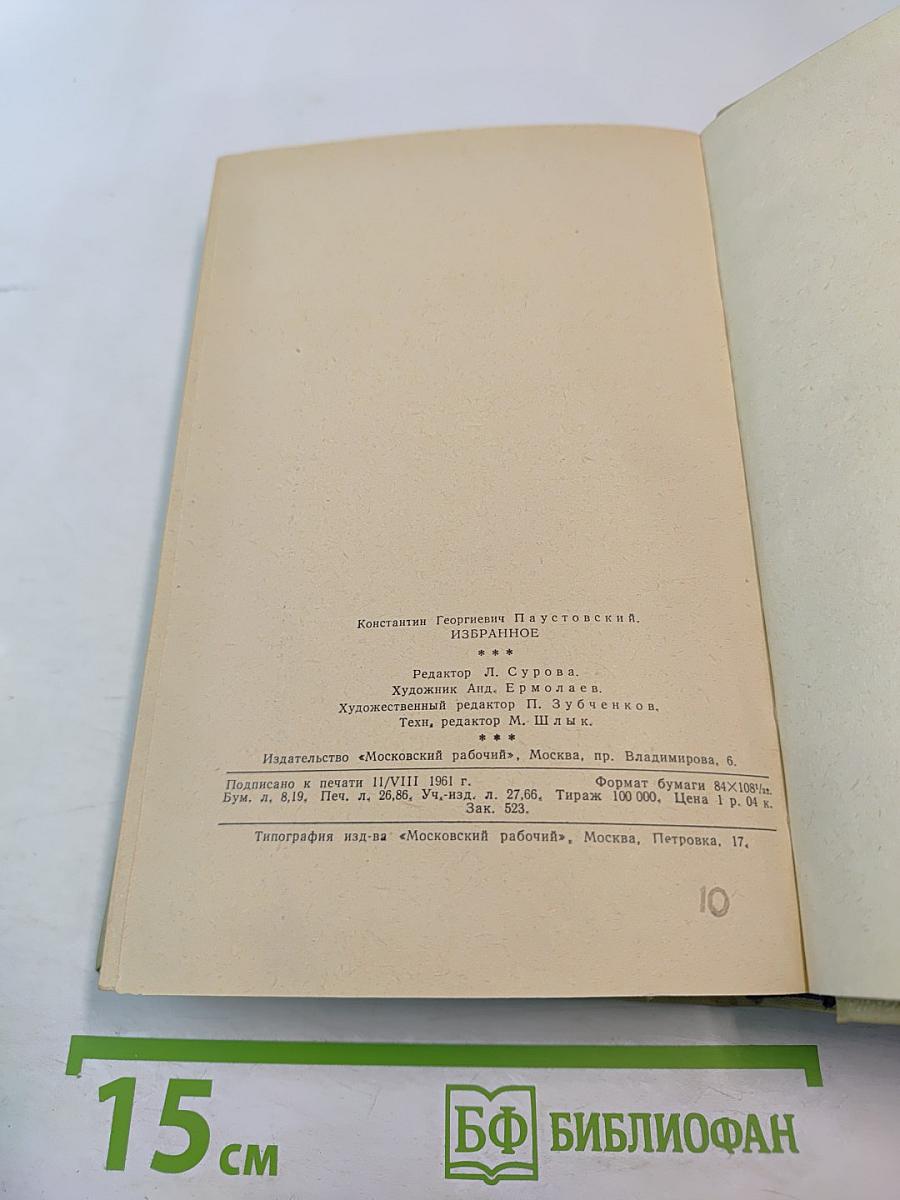 Константин Георгиевич Паустовский.
ИЗБРАННОЕ
* * *
Редактор Л. Сурова.
Художник Анд. Ермолаев.
Художественный редактор П. Зубченков.
Техн. редактор М. Шлык.
* * *
Издательство «Московский рабочий», Москва, пр. Владимирова, 6.
Подписано к печати 11/VIII 1961 г. Формат бумаги 84×108¹/₃₂.
Бум. л. 8,19. Печ. л. 26,86. Уч.-изд. л. 27,66. Тираж 100 000. Цена 1 р. 04 к.
Зак. 523.
Типография изд-ва «Московский рабочий», Москва, Петровка, 17.
10
15 см
БФ БИБЛИОФАН